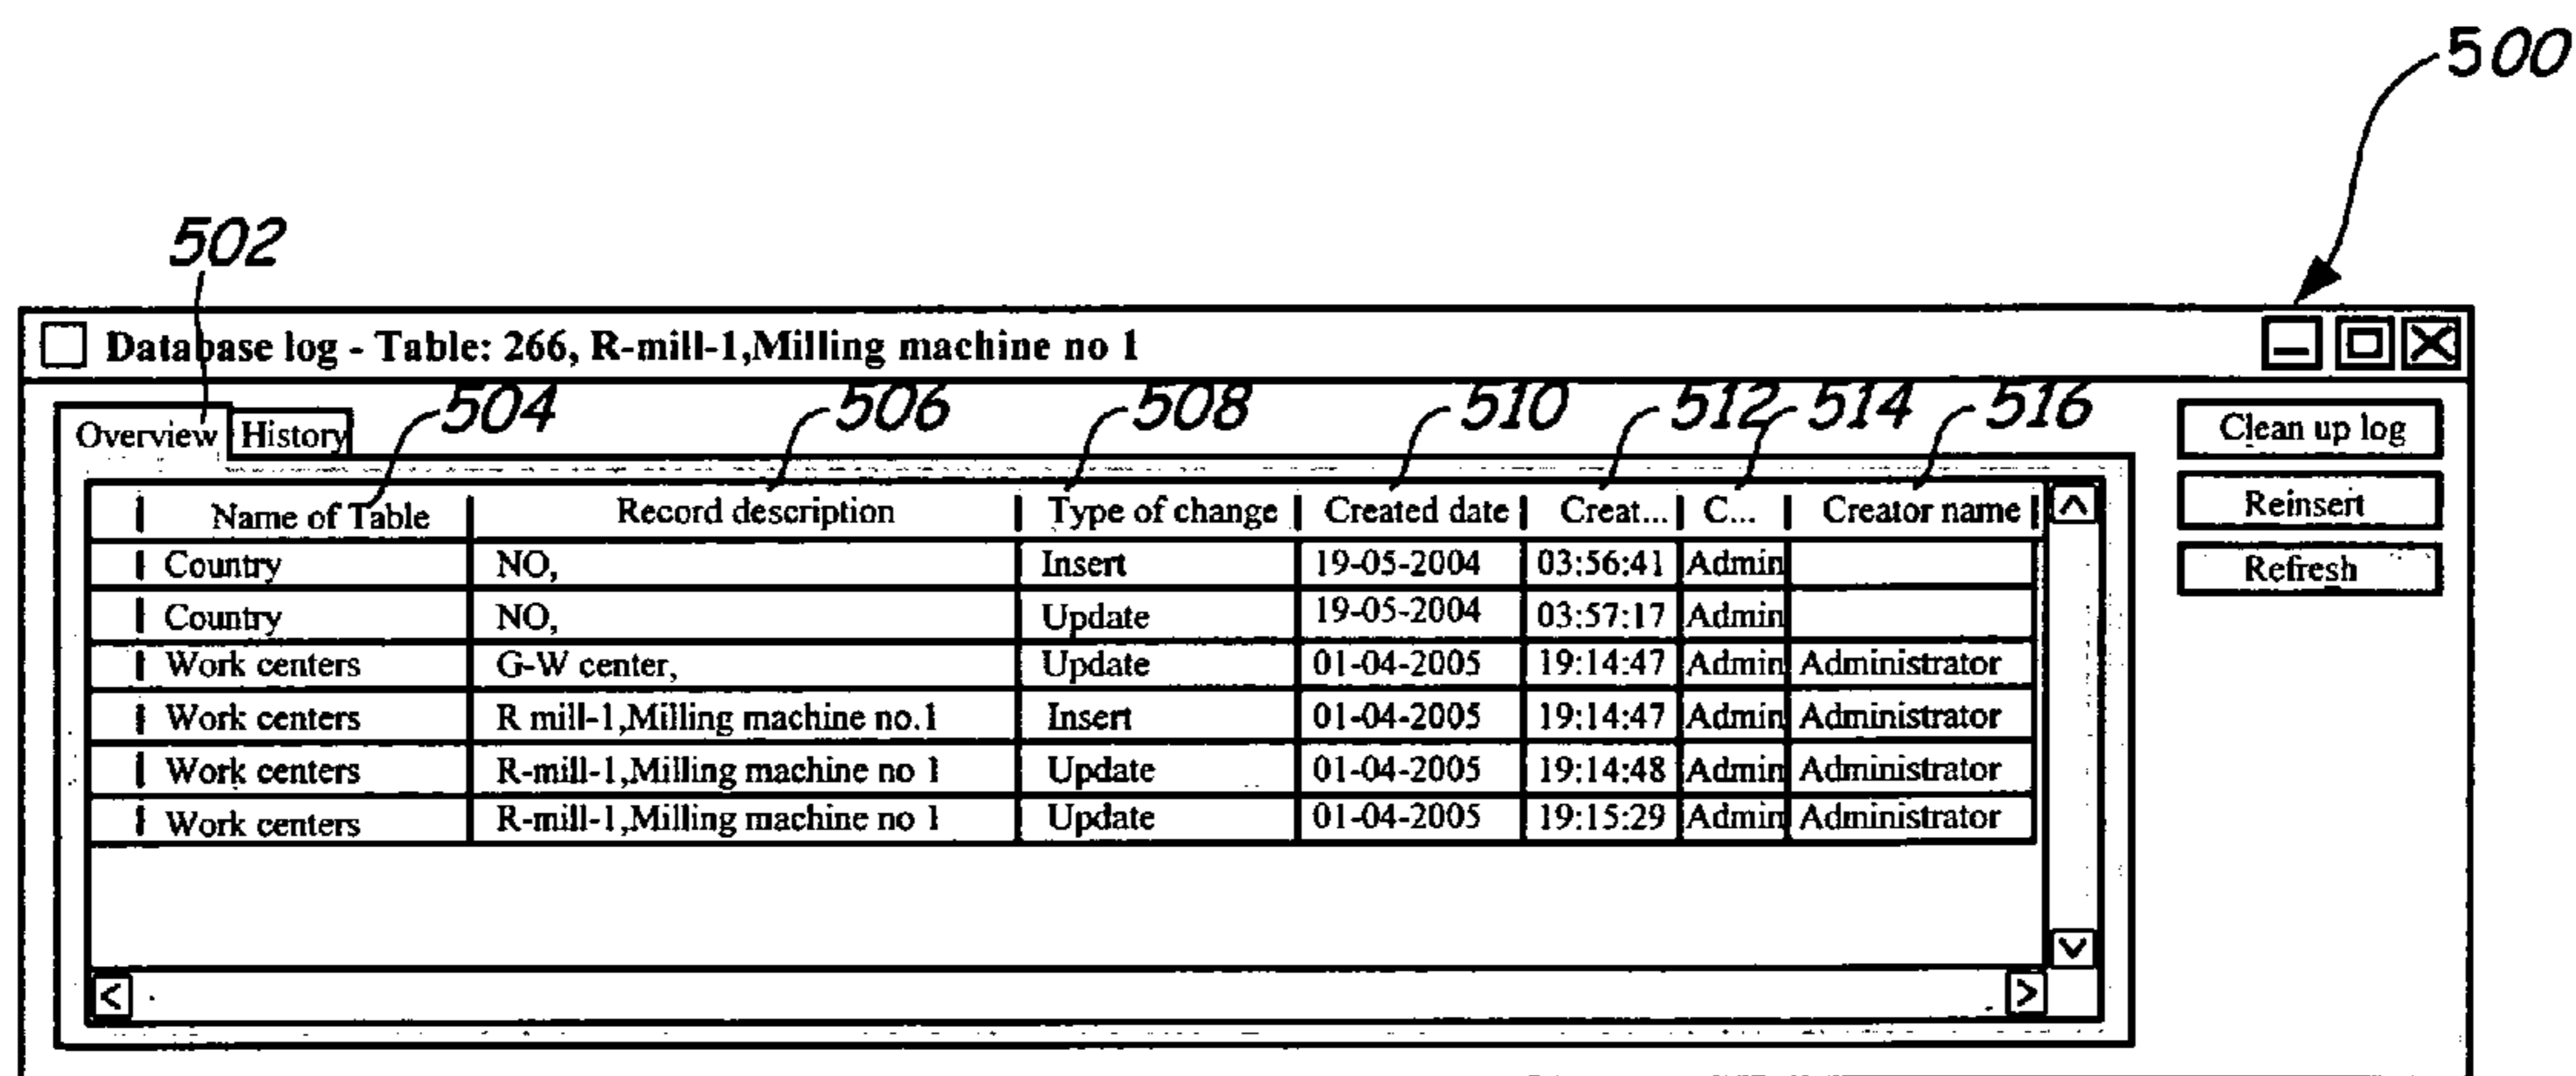 500
502
Database log - Table: 266, R-mill-1,Milling machine no 1
504 506 508 510 512 514 516
Overview History Clean up log
Name of Table Record description Type of change Created date Creat... C... Creator name Reinsert
Country NO, Insert 19-05-2004 03:56:41 Admin Refresh
Country NO, Update 19-05-2004 03:57:17 Admin
Work centers G-W center, Update 01-04-2005 19:14:47 Admin Administrator
Work centers R mill-1,Milling machine no.1 Insert 01-04-2005 19:14:47 Admin Administrator
Work centers R-mill-1,Milling machine no 1 Update 01-04-2005 19:14:48 Admin Administrator
Work centers R-mill-1,Milling machine no 1 Update 01-04-2005 19:15:29 Admin Administrator